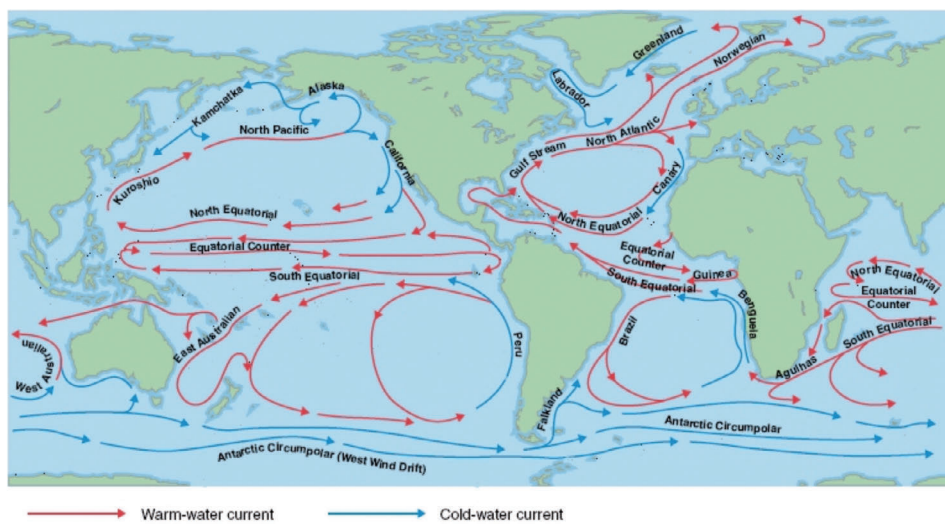 Greenland
Norwegian
Labrador
Alaska
Kamchatka
North Pacific
North Atlantic
Gulf Stream
California
Canary
Kuroshio
North Equatorial
North Equatorial
Equatorial Counter
Equatorial
Counter
Guinea
South Equatorial
South Equatorial
North Equatorial
Equatorial
Counter
South Equatorial
East Australian
Peru
Brazil
Benguela
Agulhas
West Australian
Falkland
Antarctic Circumpolar
Antarctic Circumpolar (West Wind Drift)
Warm-water current
Cold-water current